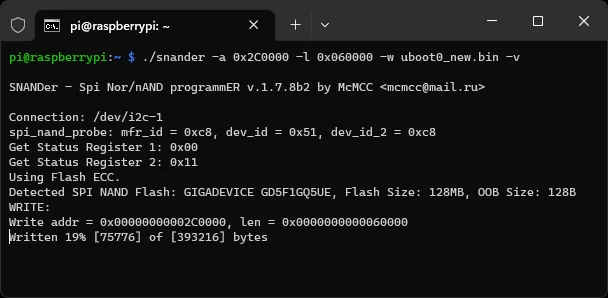 pi@raspberrypi: ~
pi@raspberrypi:~ $ ./snander -a 0x2C0000 -l 0x060000 -w uboot0_new.bin -v
SNANDer - Spi Nor/nAND programmER v.1.7.8b2 by McMCC <mcmcc@mail.ru>
Connection: /dev/i2c-1
spi_nand_probe: mfr_id = 0xc8, dev_id = 0x51, dev_id_2 = 0xc8
Get Status Register 1: 0x00
Get Status Register 2: 0x11
Using Flash ECC.
Detected SPI NAND Flash: GIGADEVICE GD5F1GQ5UE, Flash Size: 128MB, OOB Size: 128B
WRITE:
Write addr = 0x00000000002C0000, len = 0x0000000000060000
Written 19% [75776] of [393216] bytes